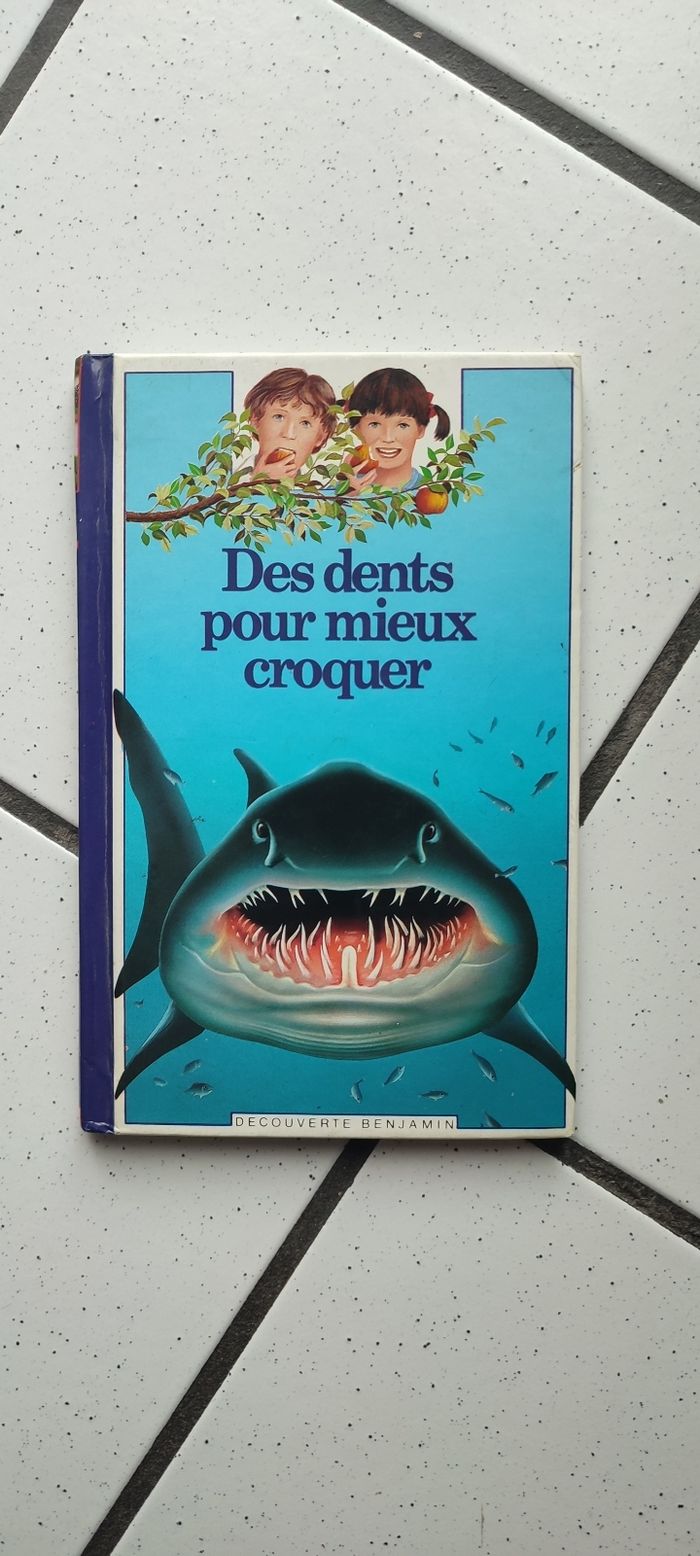 Des dents
pour mieux
croquer
DECOUVERTE BENJAMIN